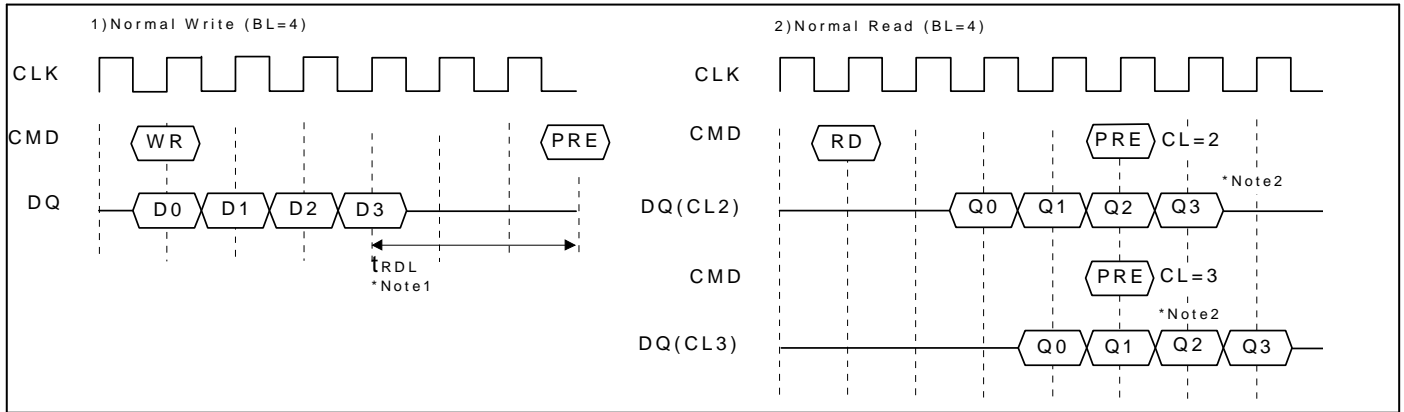 1)Normal Write (BL=4)
CLK
CMD
WR
PRE
DQ
D0 D1 D2 D3
tRDL
*Note1
2)Normal Read (BL=4)
CLK
CMD
RD
PRE CL=2
*Note2
DQ(CL2)
Q0 Q1 Q2 Q3
CMD
PRE CL=3
*Note2
DQ(CL3)
Q0 Q1 Q2 Q3